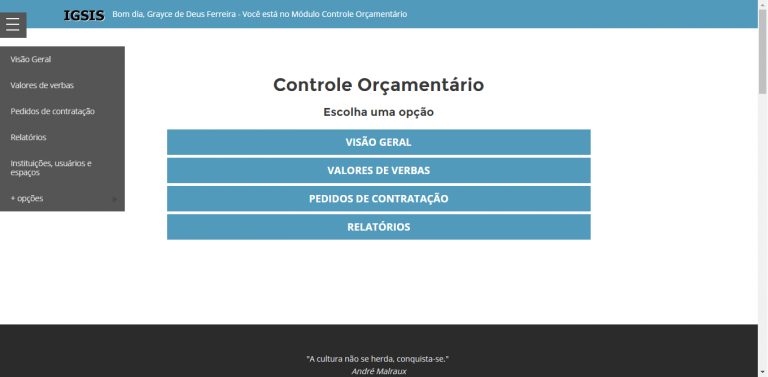 IGSIS
Bom dia, Grayce de Deus Ferreira - Você está no Módulo Controle Orçamentário
Visão Geral
Valores de verbas
Pedidos de contratação
Relatórios
Instituições, usuários e
espaços
+ opções
Controle Orçamentário
Escolha uma opção
VISÃO GERAL
VALORES DE VERBAS
PEDIDOS DE CONTRATAÇÃO
RELATÓRIOS
"A cultura não se herda, conquista-se."
André Malraux